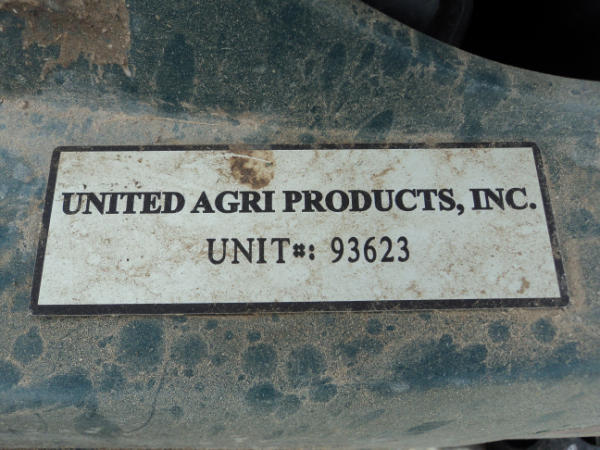 UNITED AGRI PRODUCTS, INC.
UNIT#: 93623